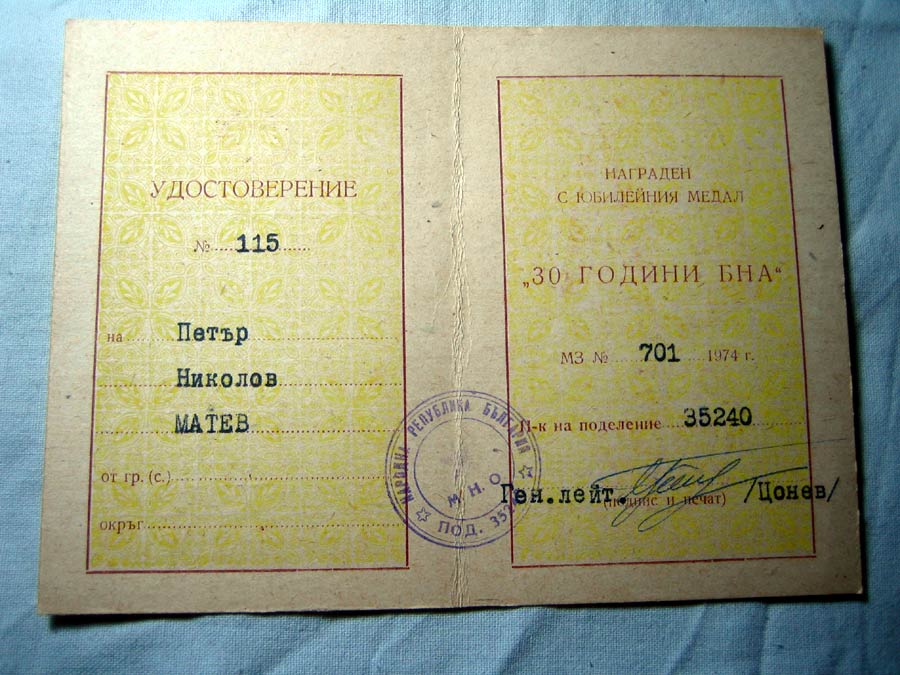 УДОСТОВЕРЕНИЕ
№ 115
на Петър
Николов
МАТЕВ
от гр. (с.)
окръг
НАГРАДЕН
С ЮБИЛЕЙНИЯ МЕДАЛ
„30 ГОДИНИ БНА“
МЗ № 701 1974 г.
П-к на поделение 35240
Ген.лейт. /Цонев/
(подпис и печат)
НАРОДНА РЕПУБЛИКА БЪЛГАРИЯ
М.Н.О.
ПОД.